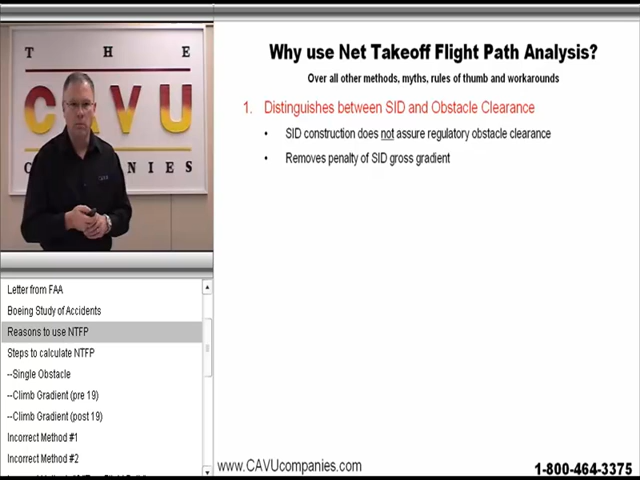 T H E
CAVU
C O M P A N I E S
CAVU
Why use Net Takeoff Flight Path Analysis?
Over all other methods, myths, rules of thumb and workarounds
1. Distinguishes between SID and Obstacle Clearance
• SID construction does not assure regulatory obstacle clearance
• Removes penalty of SID gross gradient
Letter from FAA
Boeing Study of Accidents
Reasons to use NTFP
Steps to calculate NTFP
--Single Obstacle
--Climb Gradient (pre 19)
--Climb Gradient (post 19)
Incorrect Method #1
Incorrect Method #2
www.CAVUcompanies.com
1-800-464-3375